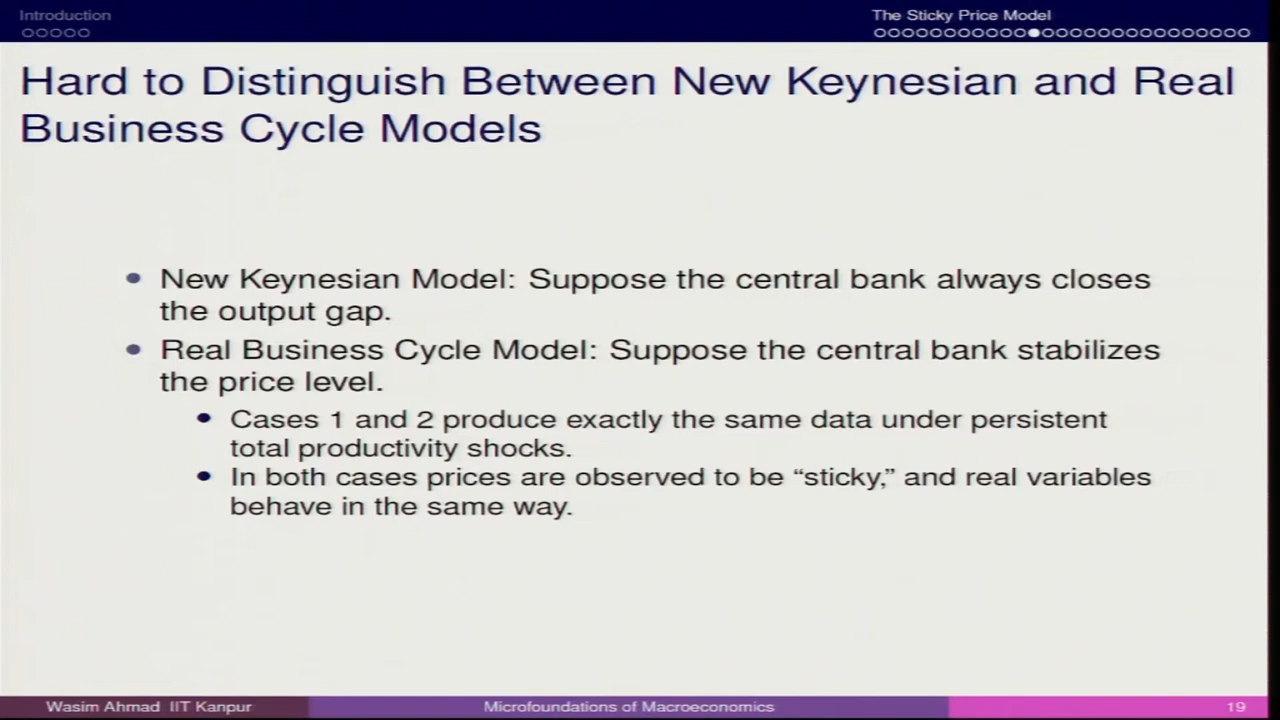 Introduction
The Sticky Price Model
Hard to Distinguish Between New Keynesian and Real
Business Cycle Models
New Keynesian Model: Suppose the central bank always closes
the output gap.
Real Business Cycle Model: Suppose the central bank stabilizes
the price level.
Cases 1 and 2 produce exactly the same data under persistent
total productivity shocks.
In both cases prices are observed to be “sticky,” and real variables
behave in the same way.
Wasim Ahmad IIT Kanpur
Microfoundations of Macroeconomics
19